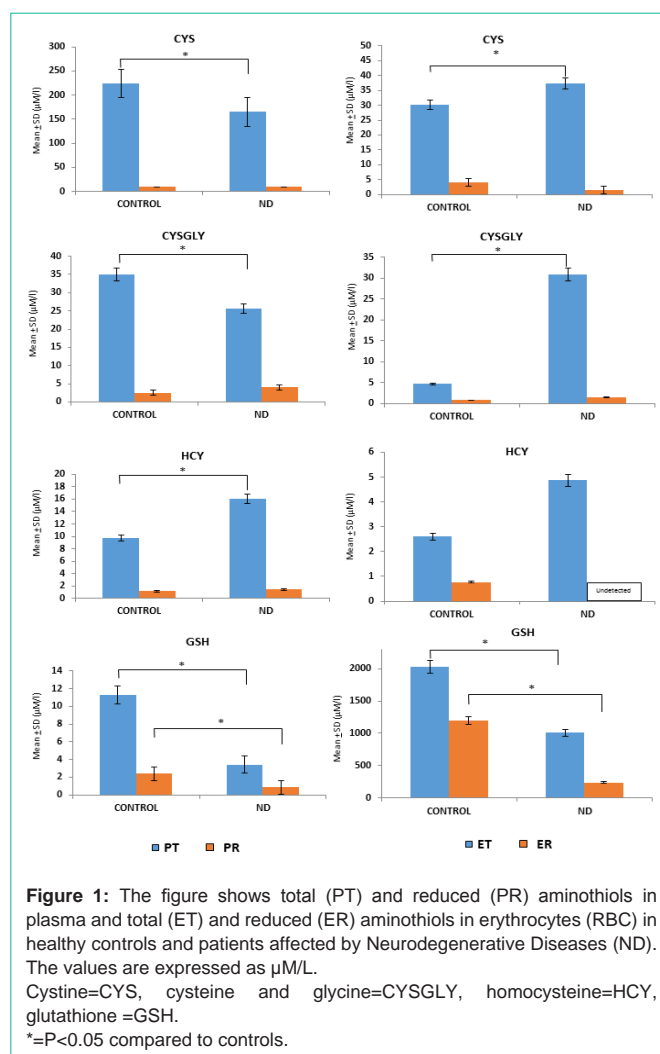 CYS
Mean ±SD (µM/l)
300
250
200
150
100
50
0
*
CONTROL
ND
CYS
Mean ±SD (µM/l)
50
45
40
35
30
25
20
15
10
5
0
*
CONTROL
ND
CYSGLY
Mean ±SD (µM/l)
40
35
30
25
20
15
10
5
0
*
CONTROL
ND
CYSGLY
Mean ±SD (µM/l)
35
30
25
20
15
10
5
0
*
CONTROL
ND
HCY
Mean ±SD (µM/l)
20
18
16
14
12
10
8
6
4
2
0
*
CONTROL
ND
HCY
Mean ±SD (µM/l)
6
5
4
3
2
1
0
Undetected
CONTROL
ND
GSH
Mean ±SD (µM/l)
14
12
10
8
6
4
2
0
*
*
CONTROL
ND
PT PR
GSH
Mean ±SD (µM/l)
2000
1500
1000
500
0
*
*
CONTROL
ND
ET ER
Figure 1: The figure shows total (PT) and reduced (PR) aminothiols in
plasma and total (ET) and reduced (ER) aminothiols in erythrocytes (RBC) in
healthy controls and patients affected by Neurodegenerative Diseases (ND).
The values are expressed as µM/L.
Cystine=CYS, cysteine and glycine=CYSGLY, homocysteine=HCY,
glutathione =GSH.
*=P<0.05 compared to controls.